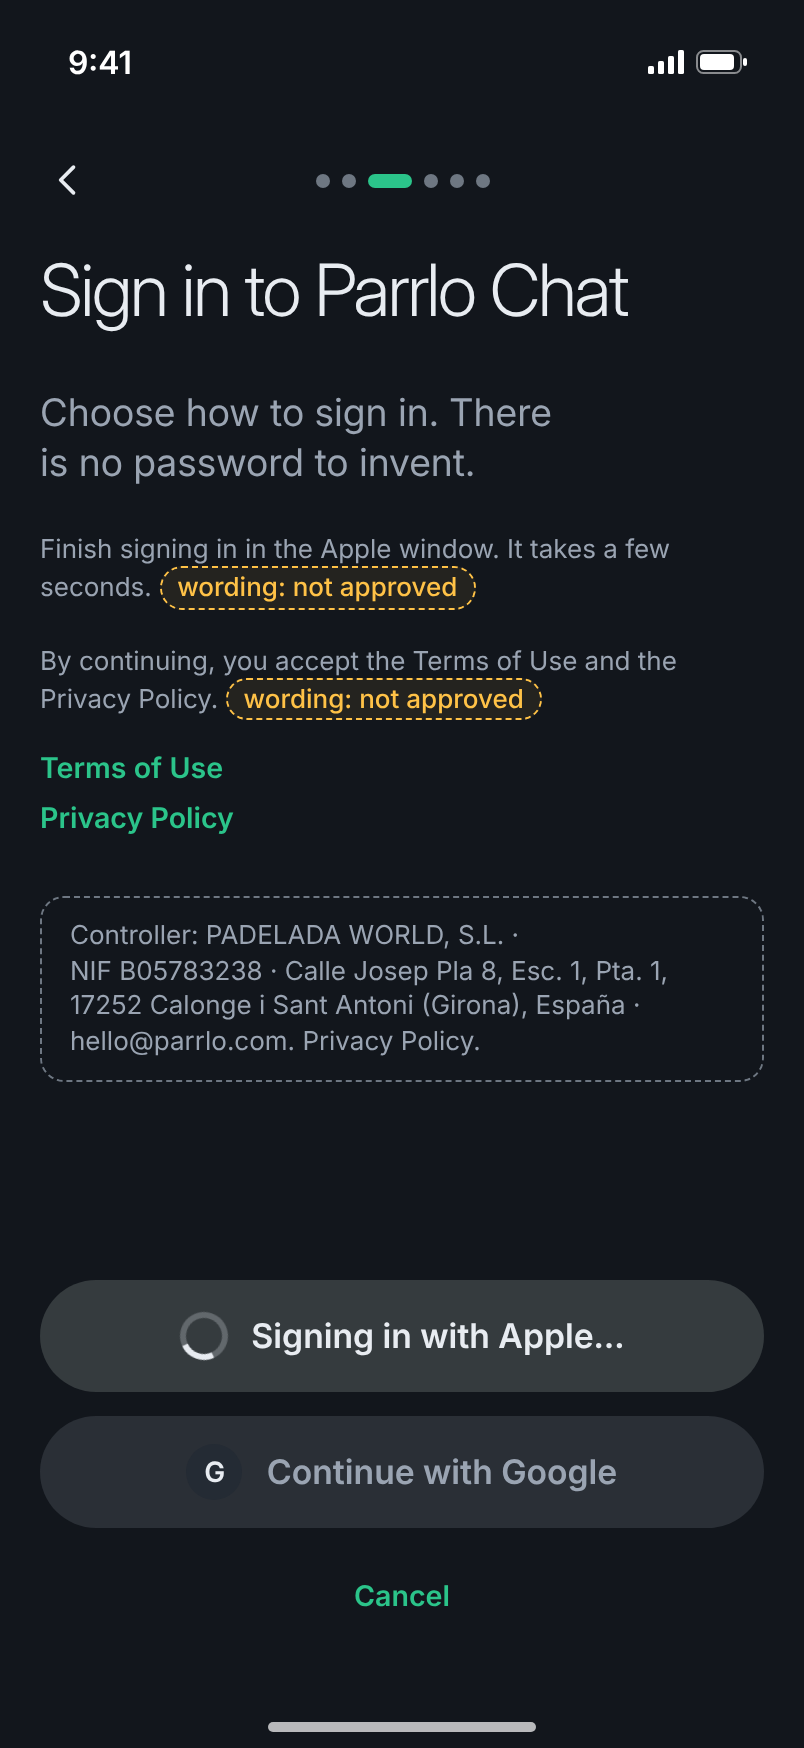 9:41
Sign in to Parrlo Chat
Choose how to sign in. There
is no password to invent.
Finish signing in in the Apple window. It takes a few
seconds. wording: not approved
By continuing, you accept the Terms of Use and the
Privacy Policy. wording: not approved
Terms of Use
Privacy Policy
Controller: PADELADA WORLD, S.L. ·
NIF B05783238 · Calle Josep Pla 8, Esc. 1, Pta. 1,
17252 Calonge i Sant Antoni (Girona), España ·
hello@parrlo.com. Privacy Policy.
Signing in with Apple...
G Continue with Google
Cancel